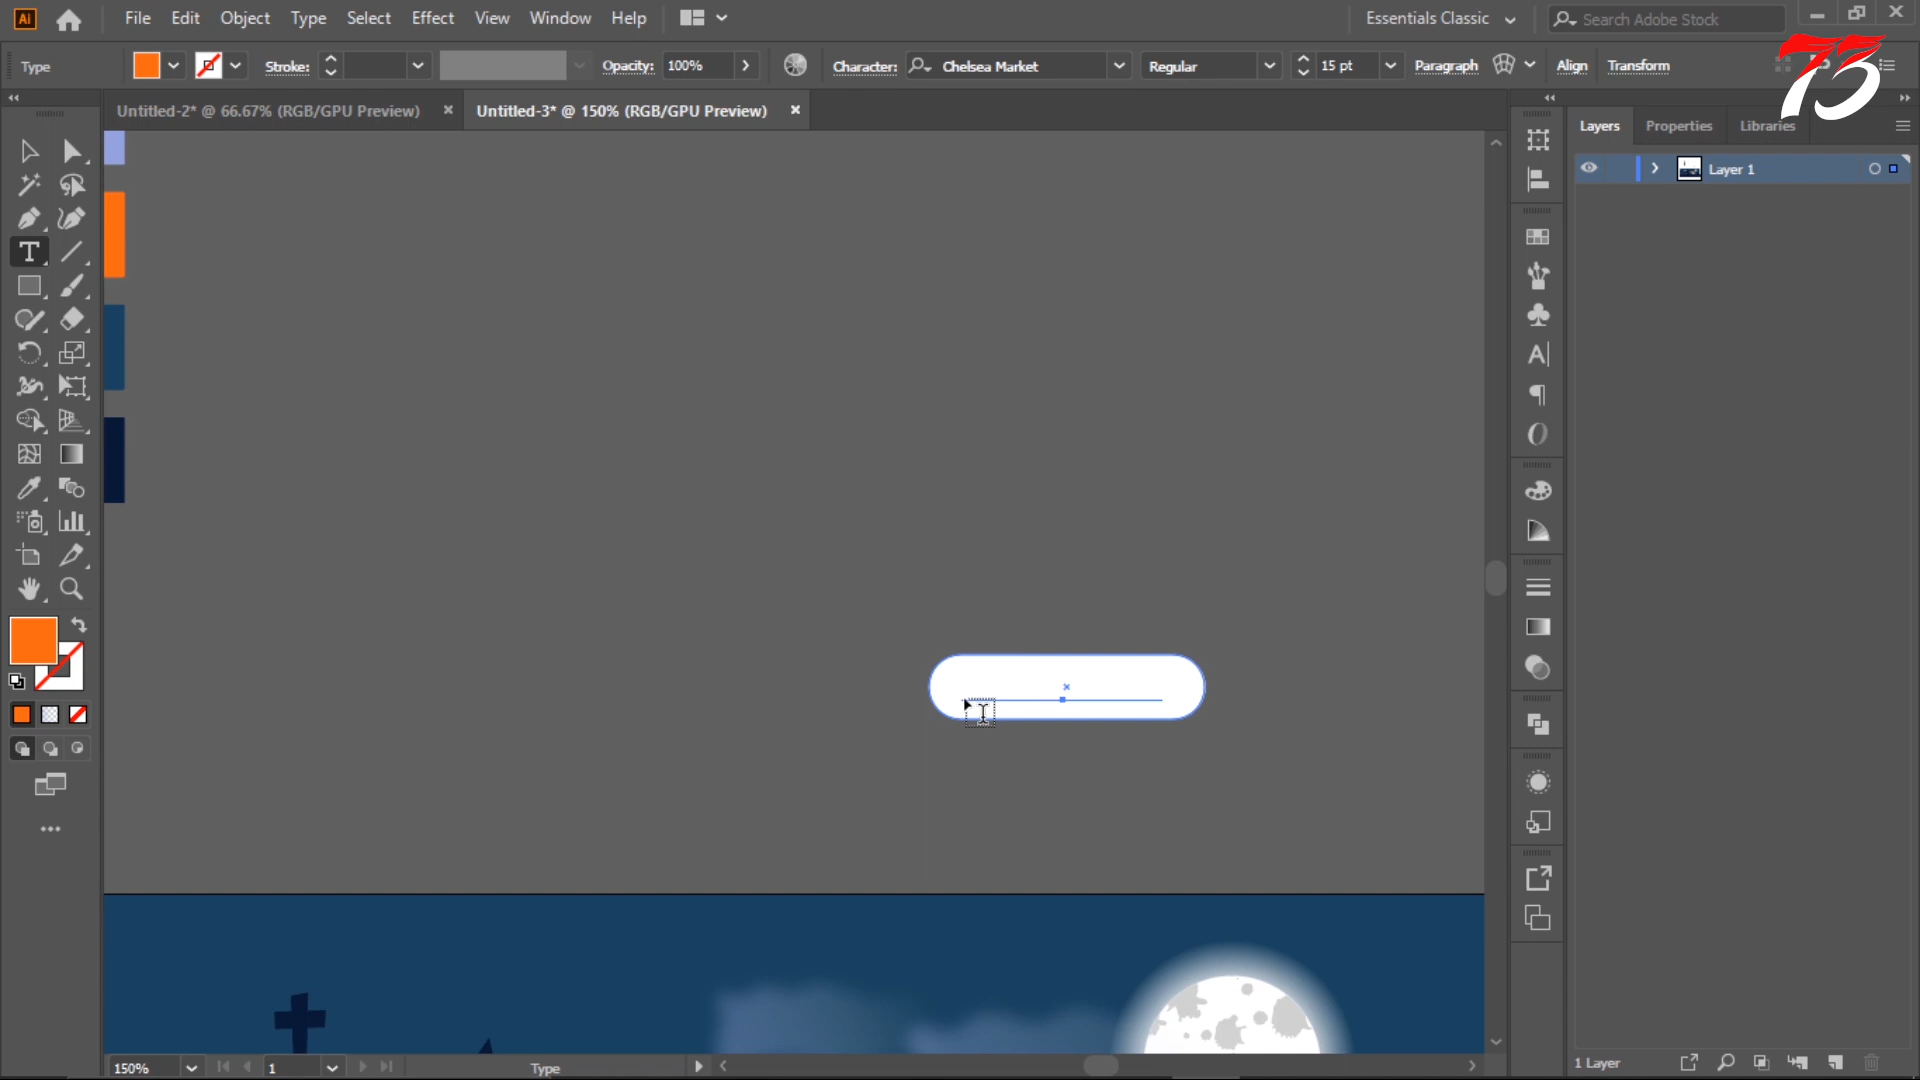 Ai File Edit Object Type Select Effect View Window Help Essentials Classic Search Adobe Stock
Type Stroke: Opacity: 100% Character: Chelsea Market Regular 15 pt Paragraph Align Transform
Untitled-2* @ 66.67% (RGB/GPU Preview) Untitled-3* @ 150% (RGB/GPU Preview)
Layers Properties Libraries
Layer 1
150% 1 Type
1 Layer